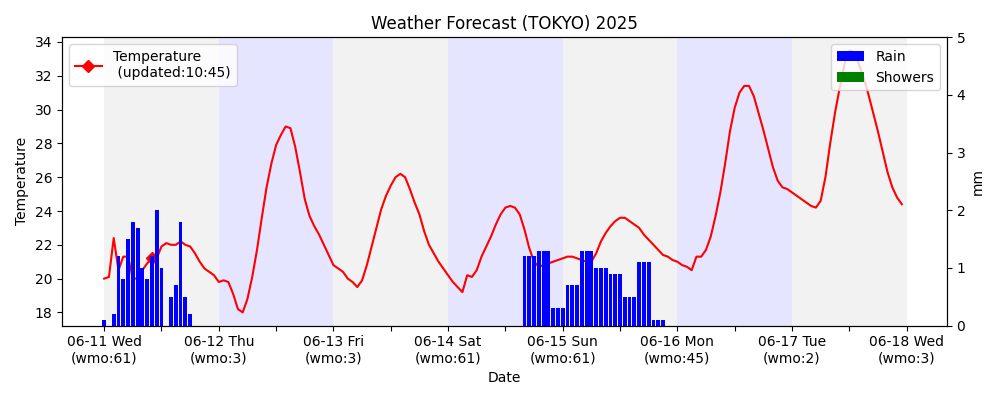 Weather Forecast (TOKYO) 2025
Temperature
(updated:10:45)
Rain
Showers
34
32
30
28
26
24
22
20
18
Temperature
5
4
3
2
1
0
mm
06-11 Wed
(wmo:61)
06-12 Thu
(wmo:3)
06-13 Fri
(wmo:3)
06-14 Sat
(wmo:61)
06-15 Sun
(wmo:61)
06-16 Mon
(wmo:45)
06-17 Tue
(wmo:2)
06-18 Wed
(wmo:3)
Date